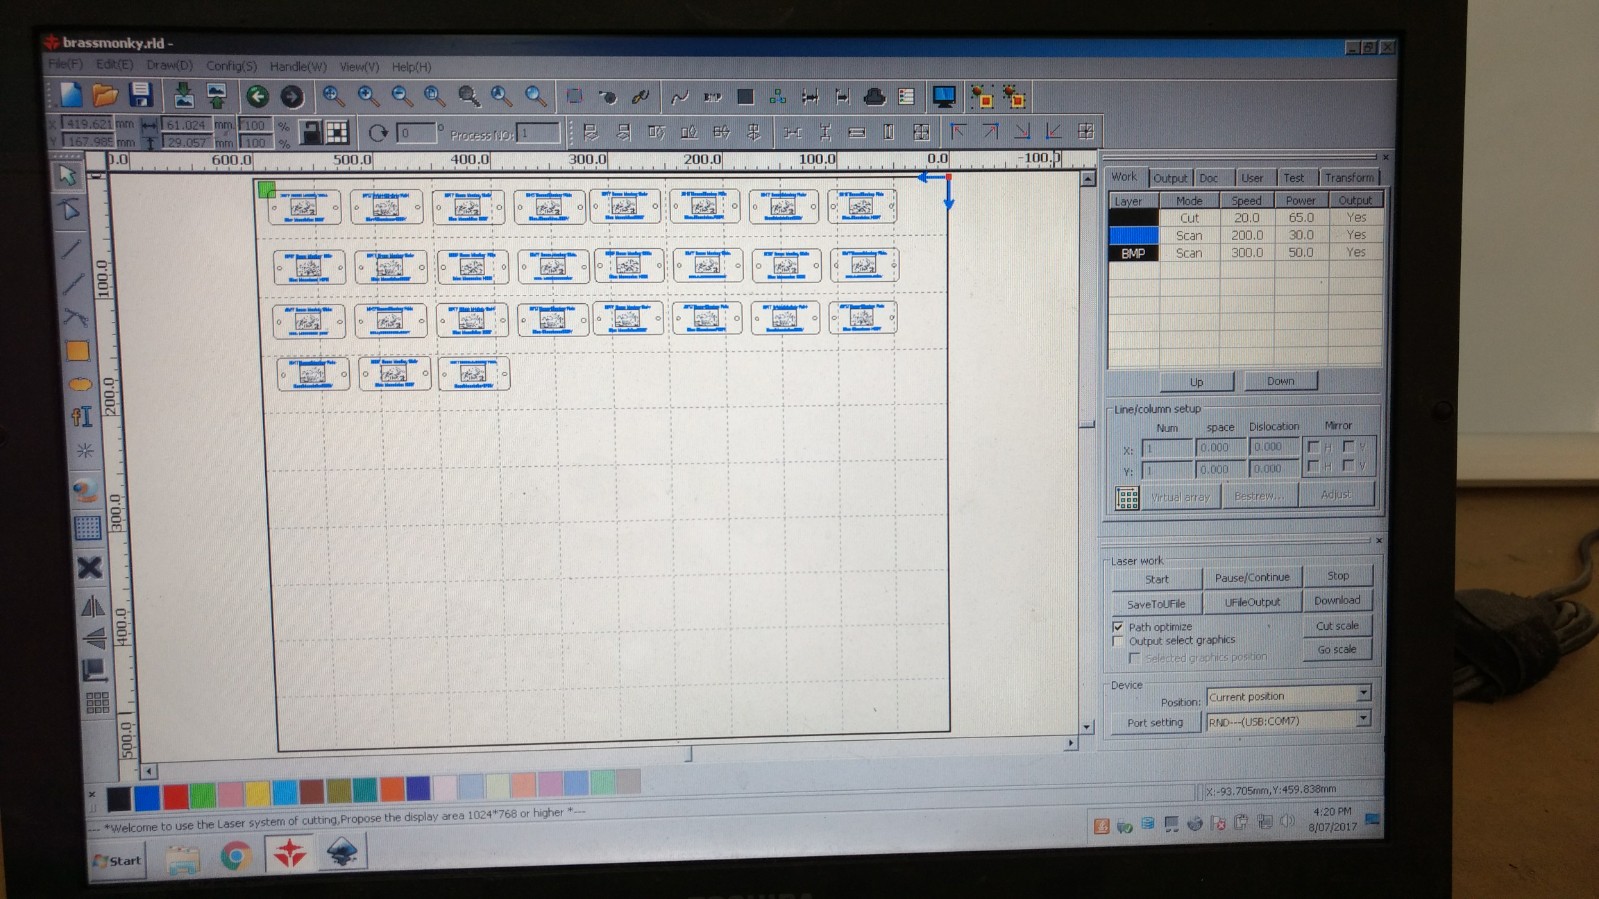 brassmonky.rld -
File(F) Edit(E) Draw(D) Config(S) Handle(W) View(V) Help(H)
X 419.621 mm 61.024 mm 100 %
Y 167.985 mm 29.057 mm 100 %
0 ° Process NO: 1
600.0 500.0 400.0 300.0 200.0 100.0 0.0 -100.0
100.0
200.0
300.0
400.0
500.0
Work Output Doc User Test Transform
Layer Mode Speed Power Output
Cut 20.0 65.0 Yes
Scan 200.0 30.0 Yes
BMP Scan 300.0 50.0 Yes
Up Down
Line/column setup
Num space Dislocation Mirror
X: 1 0.000 0.000 H V
Y: 1 0.000 0.000 H V
Virtual array Bestrew... Adjust
Laser work
Start Pause/Continue Stop
SaveToUFile UFileOutput Download
Path optimize Cut scale
Output select graphics
Selected graphics position Go scale
Device
Position: Current position
Port setting RND---(USB:COM7)
X:-93.705mm,Y:459.838mm
--- *Welcome to use the Laser system of cutting,Propose the display area 1024*768 or higher *---
Start
4:20 PM
8/07/2017